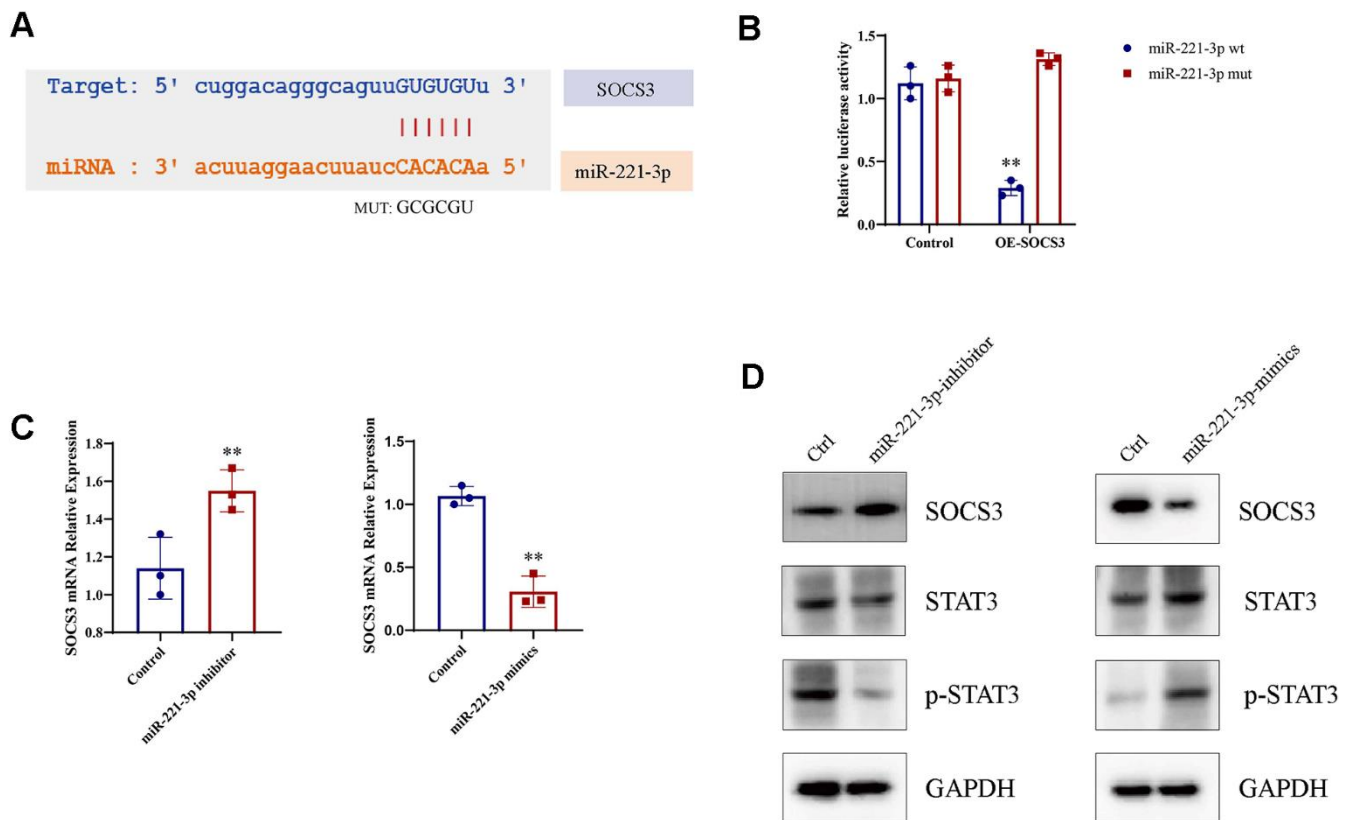 A
Target: 5' cuggacagggcaguuGUGUGUu 3'
SOCS3
miRNA : 3' acuuaggaacuuaucCACACAa 5'
miR-221-3p
MUT: GCGCGU
B
Relative luciferase activity
1.5
1.0
0.5
0.0
**
Control
OE-SOCS3
miR-221-3p wt
miR-221-3p mut
C
SOCS3 mRNA Relative Expression
1.8
1.6
1.4
1.2
1.0
0.8
**
Control
miR-221-3p inhibitor
SOCS3 mRNA Relative Expression
1.5
1.0
0.5
0.0
**
Control
miR-221-3p mimics
D
Ctrl
miR-221-3p-inhibitor
SOCS3
STAT3
p-STAT3
GAPDH
Ctrl
miR-221-3p-mimics
SOCS3
STAT3
p-STAT3
GAPDH